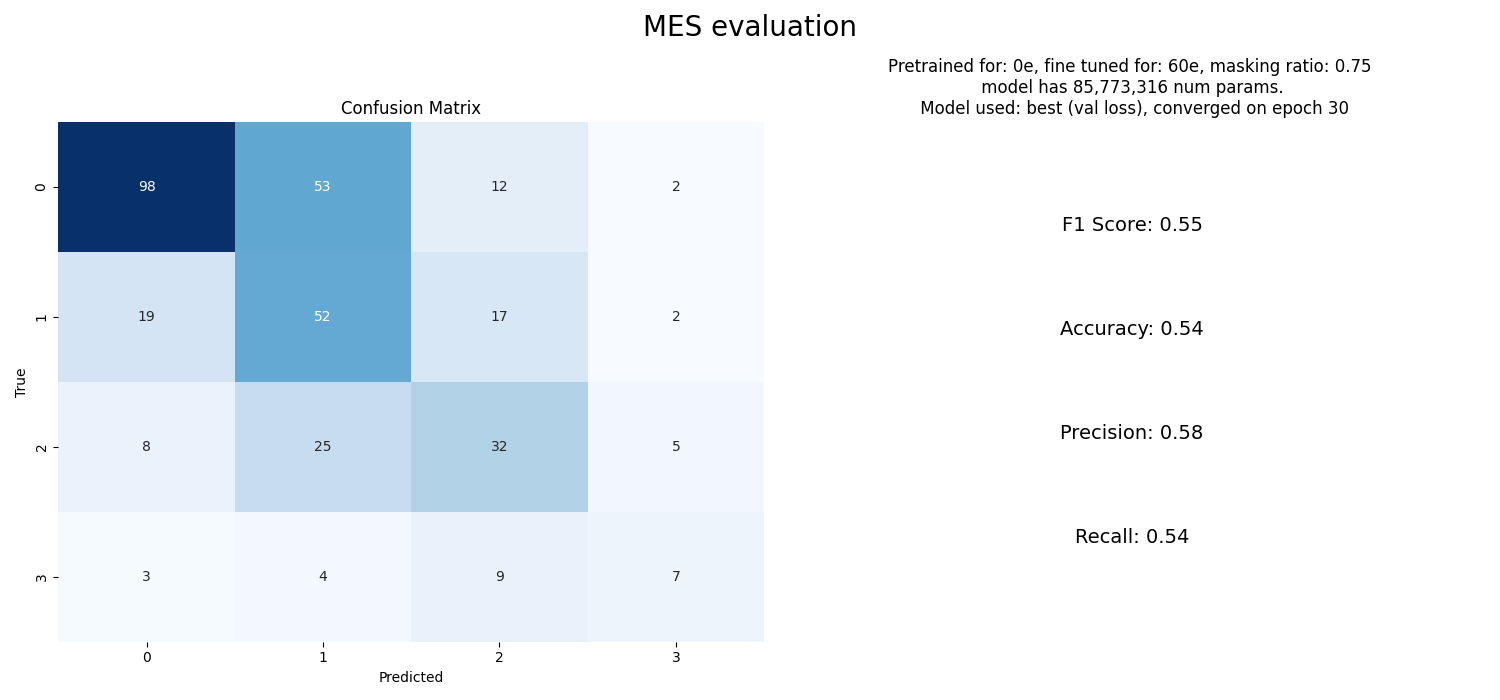 MES evaluation
Pretrained for: 0e, fine tuned for: 60e, masking ratio: 0.75
model has 85,773,316 num params.
Model used: best (val loss), converged on epoch 30
Confusion Matrix
0 98 53 12 2
1 19 52 17 2
2 8 25 32 5
3 3 4 9 7
0 1 2 3
True
Predicted
F1 Score: 0.55
Accuracy: 0.54
Precision: 0.58
Recall: 0.54